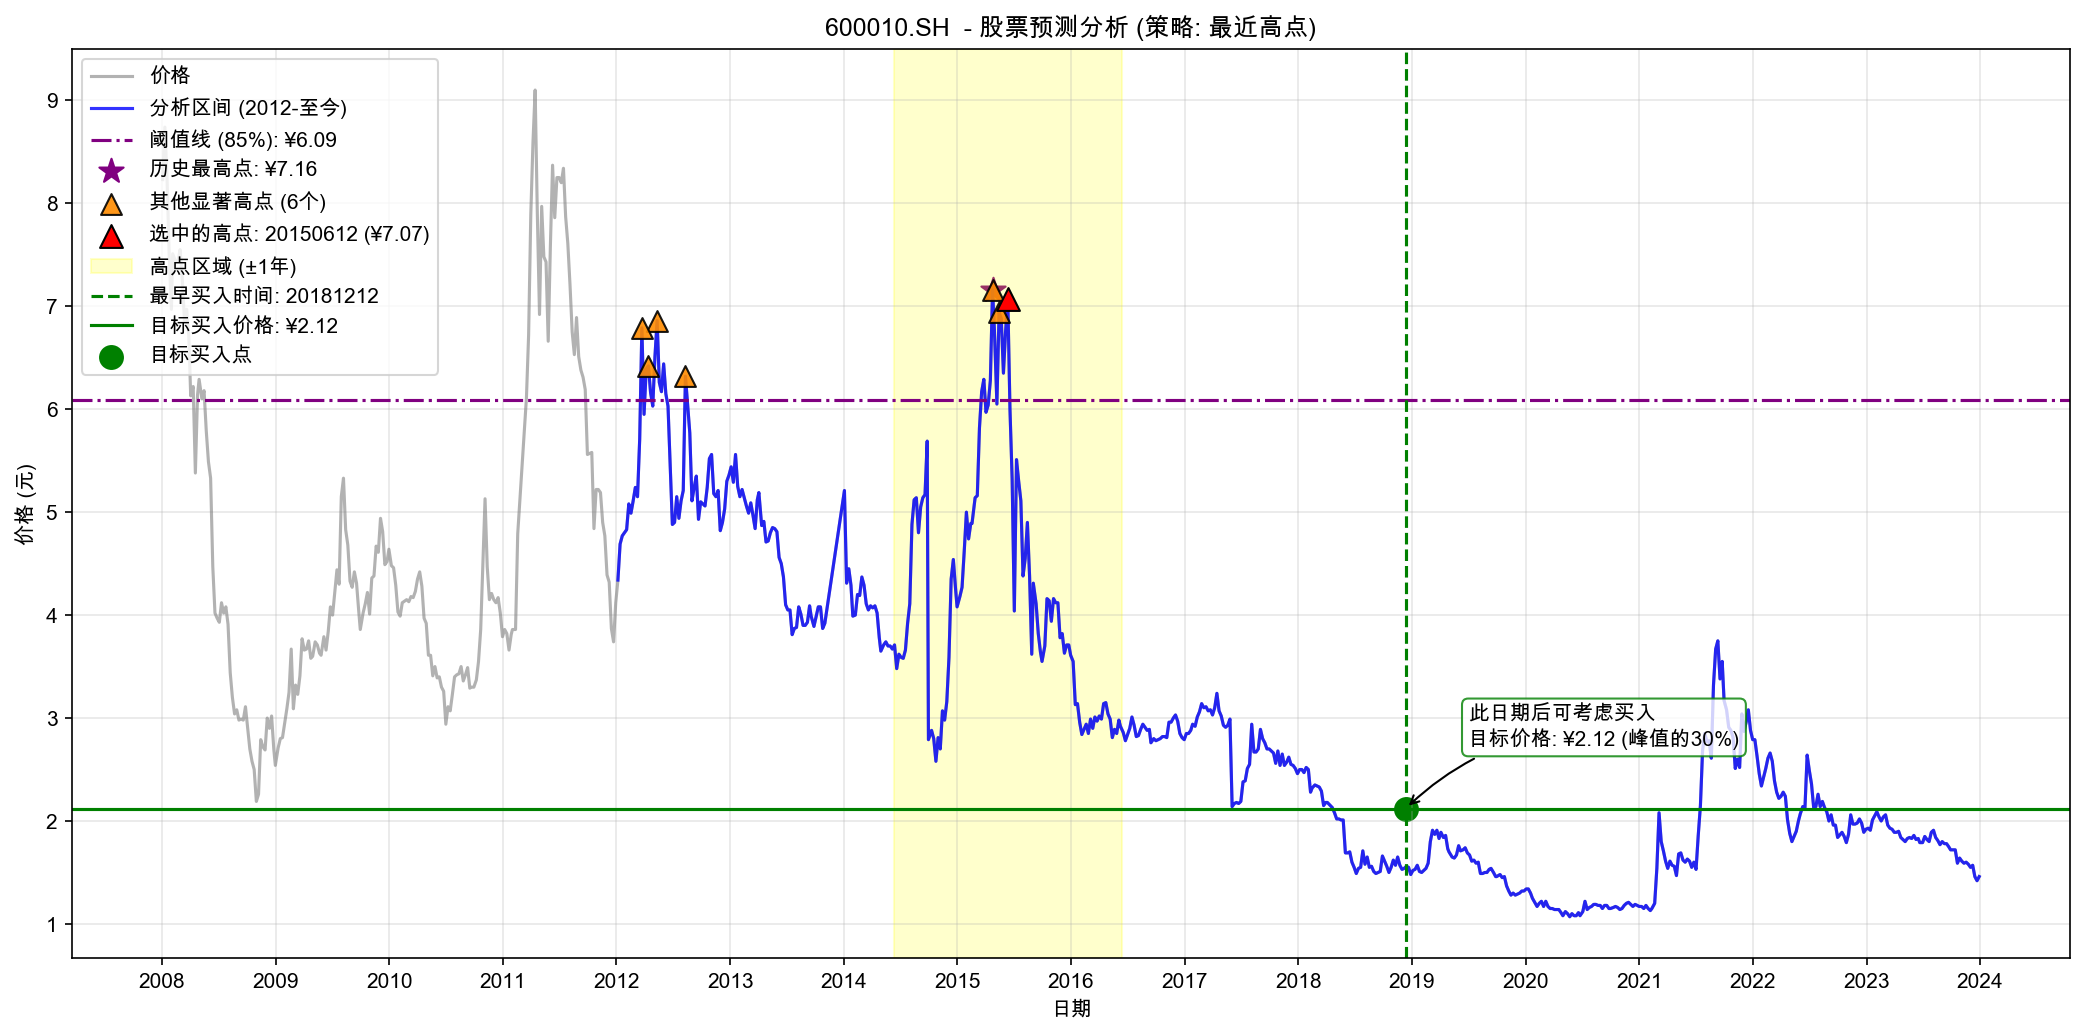 600010.SH - 股票预测分析 (策略: 最近高点)
价格
分析区间 (2012-至今)
阈值线 (85%): ¥6.09
历史最高点: ¥7.16
其他显著高点 (6个)
选中的高点: 20150612 (¥7.07)
高点区域 (±1年)
最早买入时间: 20181212
目标买入价格: ¥2.12
目标买入点
价格 (元)
9
8
7
6
5
4
3
2
1
此日期后可考虑买入
目标价格: ¥2.12 (峰值的30%)
2008 2009 2010 2011 2012 2013 2014 2015 2016 2017 2018 2019 2020 2021 2022 2023 2024
日期